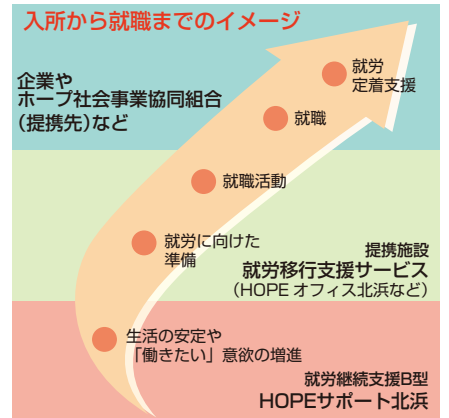 入所から就職までのイメージ
企業や
ホープ社会事業協同組合
(提携先)など
就労
定着支援
就職
就職活動
就労に向けた
準備
提携施設
就労移行支援サービス
(HOPE オフィス北浜など)
生活の安定や
「働きたい」意欲の増進
就労継続支援B型
HOPEサポート北浜